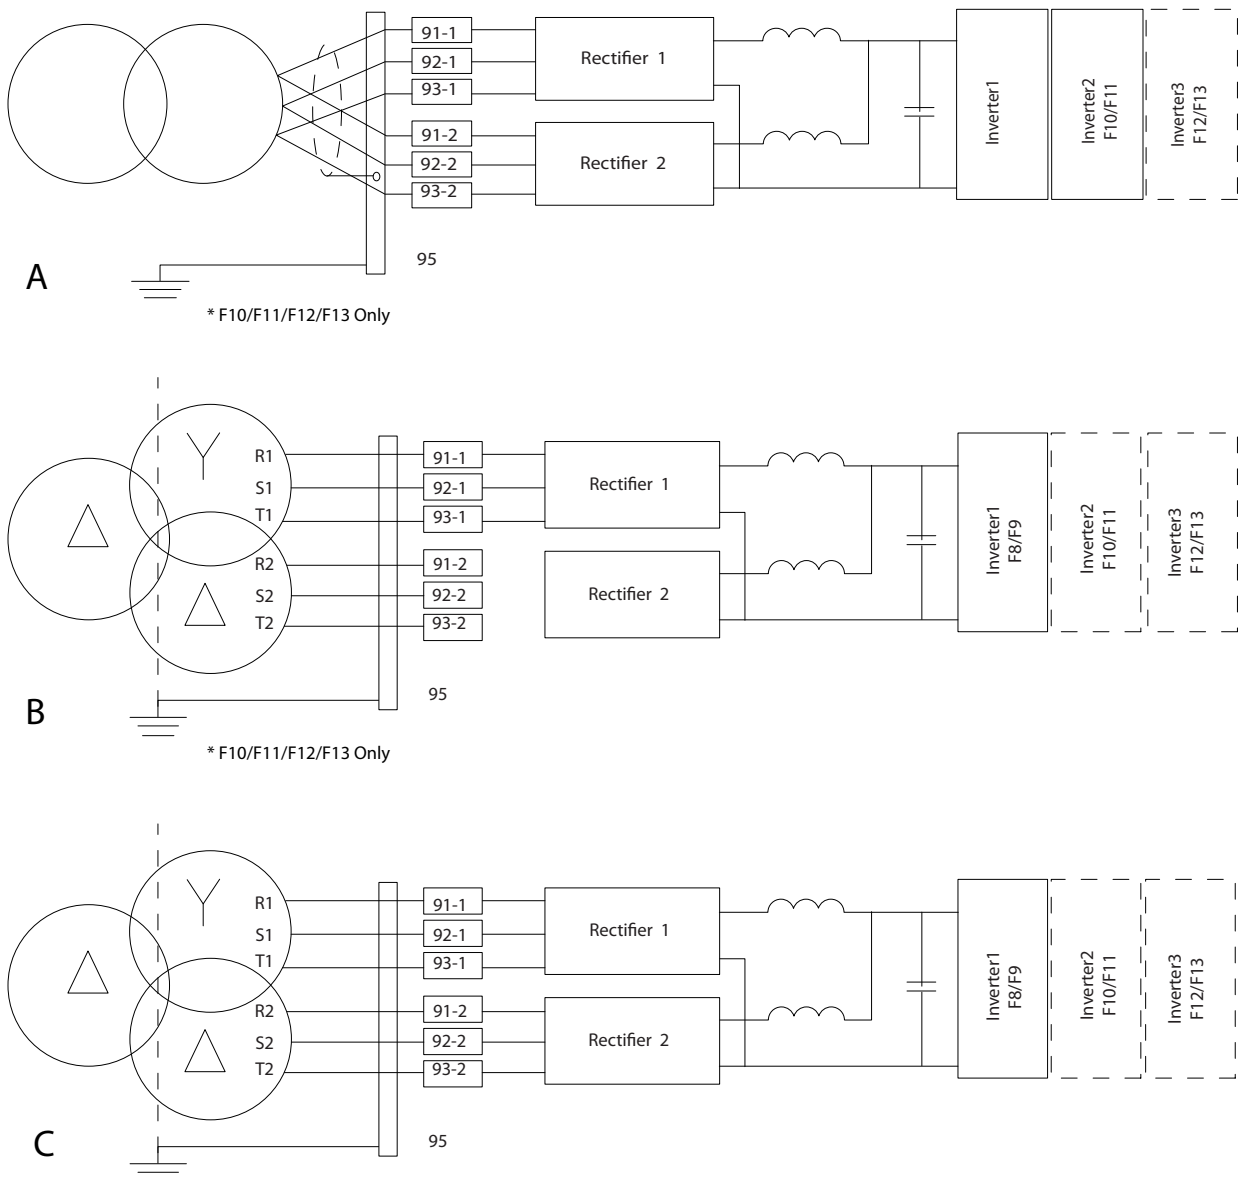 91-1
92-1
93-1
91-2
92-2
93-2
Rectifier 1
Rectifier 2
Inverter1
Inverter2
F10/F11
Inverter3
F12/F13
95
A
* F10/F11/F12/F13 Only
R1
S1
T1
R2
S2
T2
91-1
92-1
93-1
91-2
92-2
93-2
Rectifier 1
Rectifier 2
Inverter1
F8/F9
Inverter2
F10/F11
Inverter3
F12/F13
95
B
* F10/F11/F12/F13 Only
R1
S1
T1
R2
S2
T2
91-1
92-1
93-1
91-2
92-2
93-2
Rectifier 1
Rectifier 2
Inverter1
F8/F9
Inverter2
F10/F11
Inverter3
F12/F13
95
C